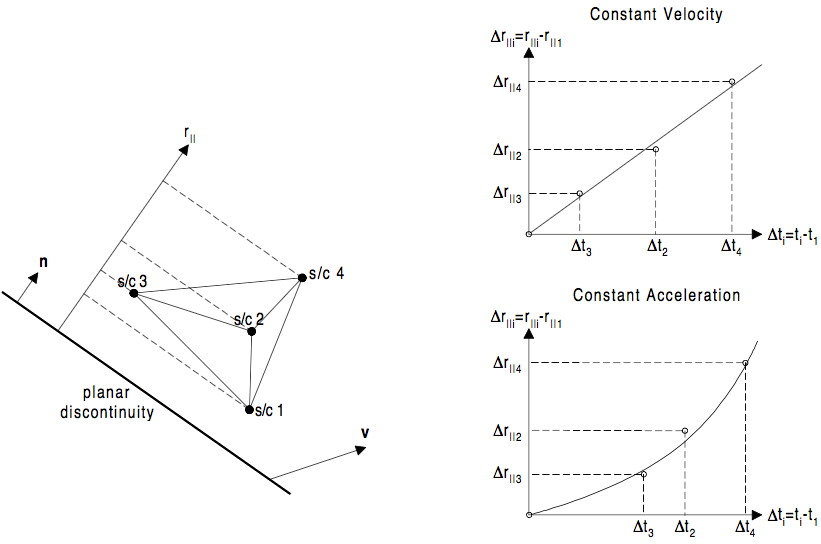 r||
n
s/c 3
s/c 4
s/c 2
s/c 1
planar
discontinuity
v
Constant Velocity
Δr||i=r||i-r||1
Δr||4
Δr||2
Δr||3
Δt3
Δt2
Δt4
Δti=ti-t1
Constant Acceleration
Δr||i=r||i-r||1
Δr||4
Δr||2
Δr||3
Δt3
Δt2
Δt4
Δti=ti-t1